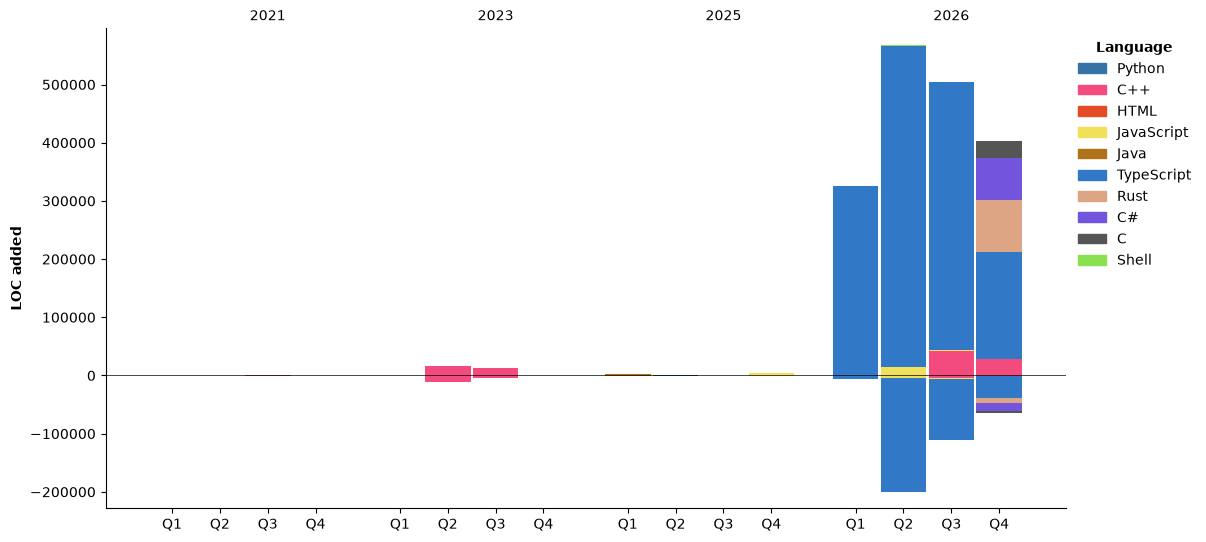 2021 2023 2025 2026
Language
Python
C++
HTML
JavaScript
Java
TypeScript
Rust
C#
C
Shell
LOC added
500000
400000
300000
200000
100000
0
−100000
−200000
Q1 Q2 Q3 Q4 Q1 Q2 Q3 Q4 Q1 Q2 Q3 Q4 Q1 Q2 Q3 Q4